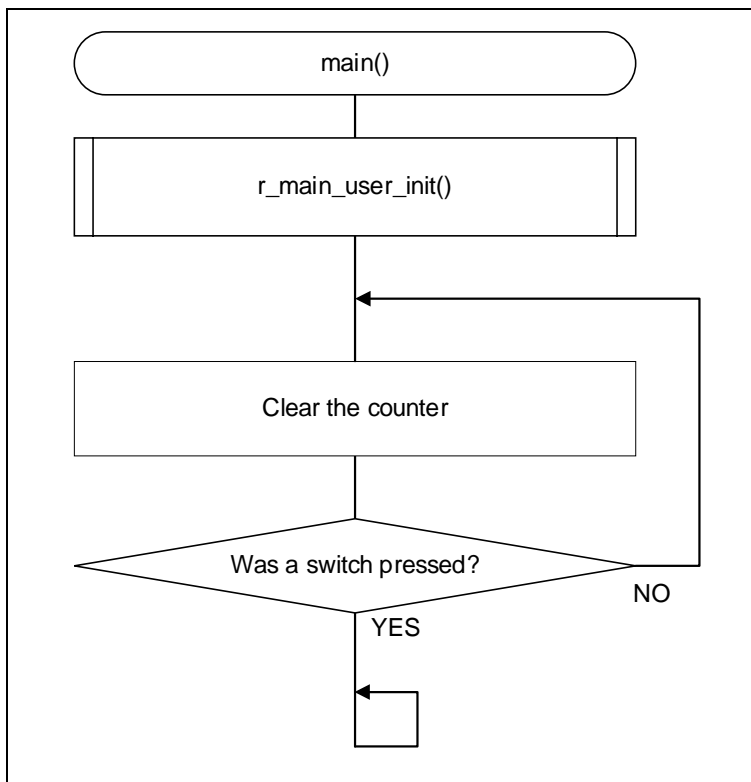 main()
r_main_user_init()
Clear the counter
Was a switch pressed?
NO
YES